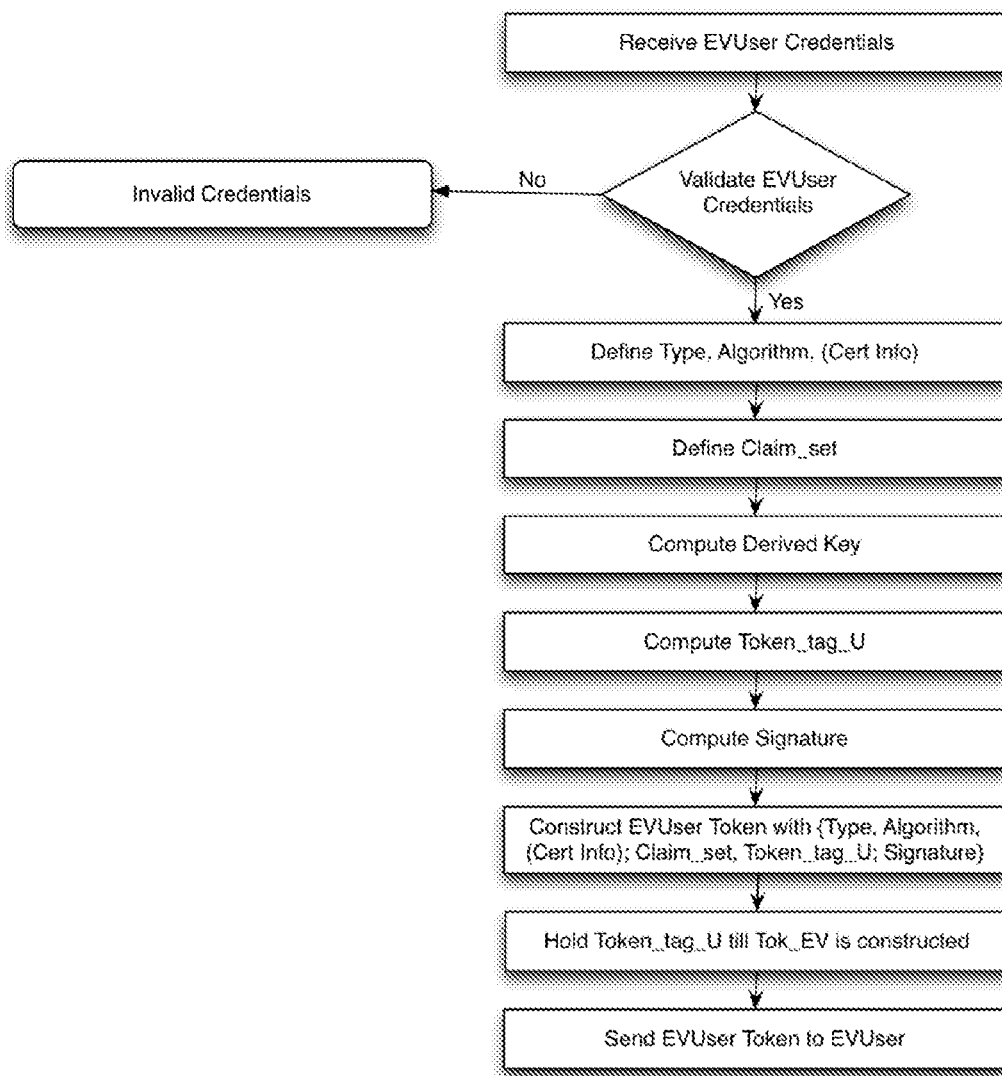 Receive EVUser Credentials
Validate EVUser
Credentials
No
Invalid Credentials
Yes
Define Type, Algorithm, (Cert Info)
Define Claim_set
Compute Derived Key
Compute Token_tag_U
Compute Signature
Construct EVUser Token with {Type, Algorithm,
(Cert Info); Claim_set, Token_tag_U; Signature}
Hold Token_tag_U till Tok_EV is constructed
Send EVUser Token to EVUser